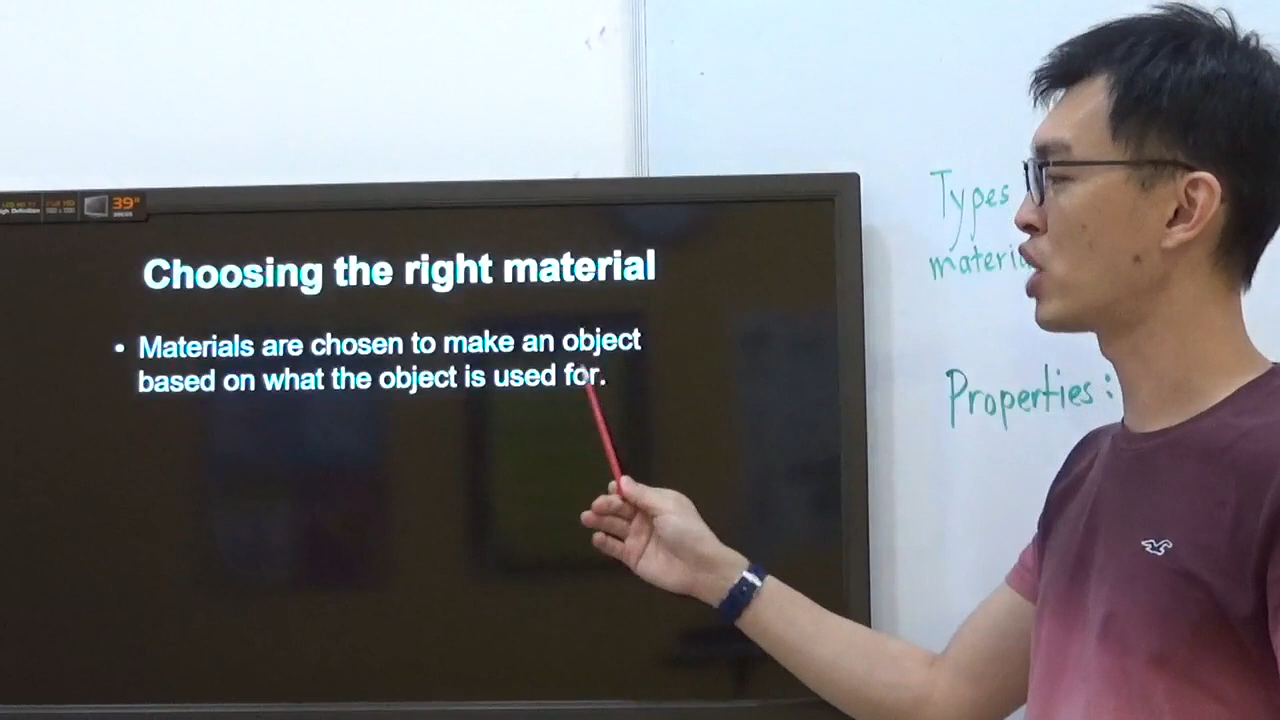 39"
Choosing the right material
• Materials are chosen to make an object
based on what the object is used for.
Types
materia
Properties: